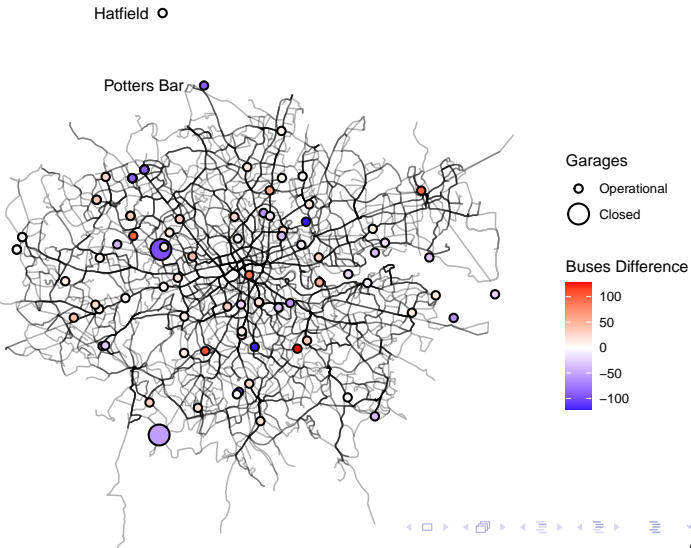 Hatfield
Potters Bar
Garages
Operational
Closed
Buses Difference
100
50
0
−50
−100